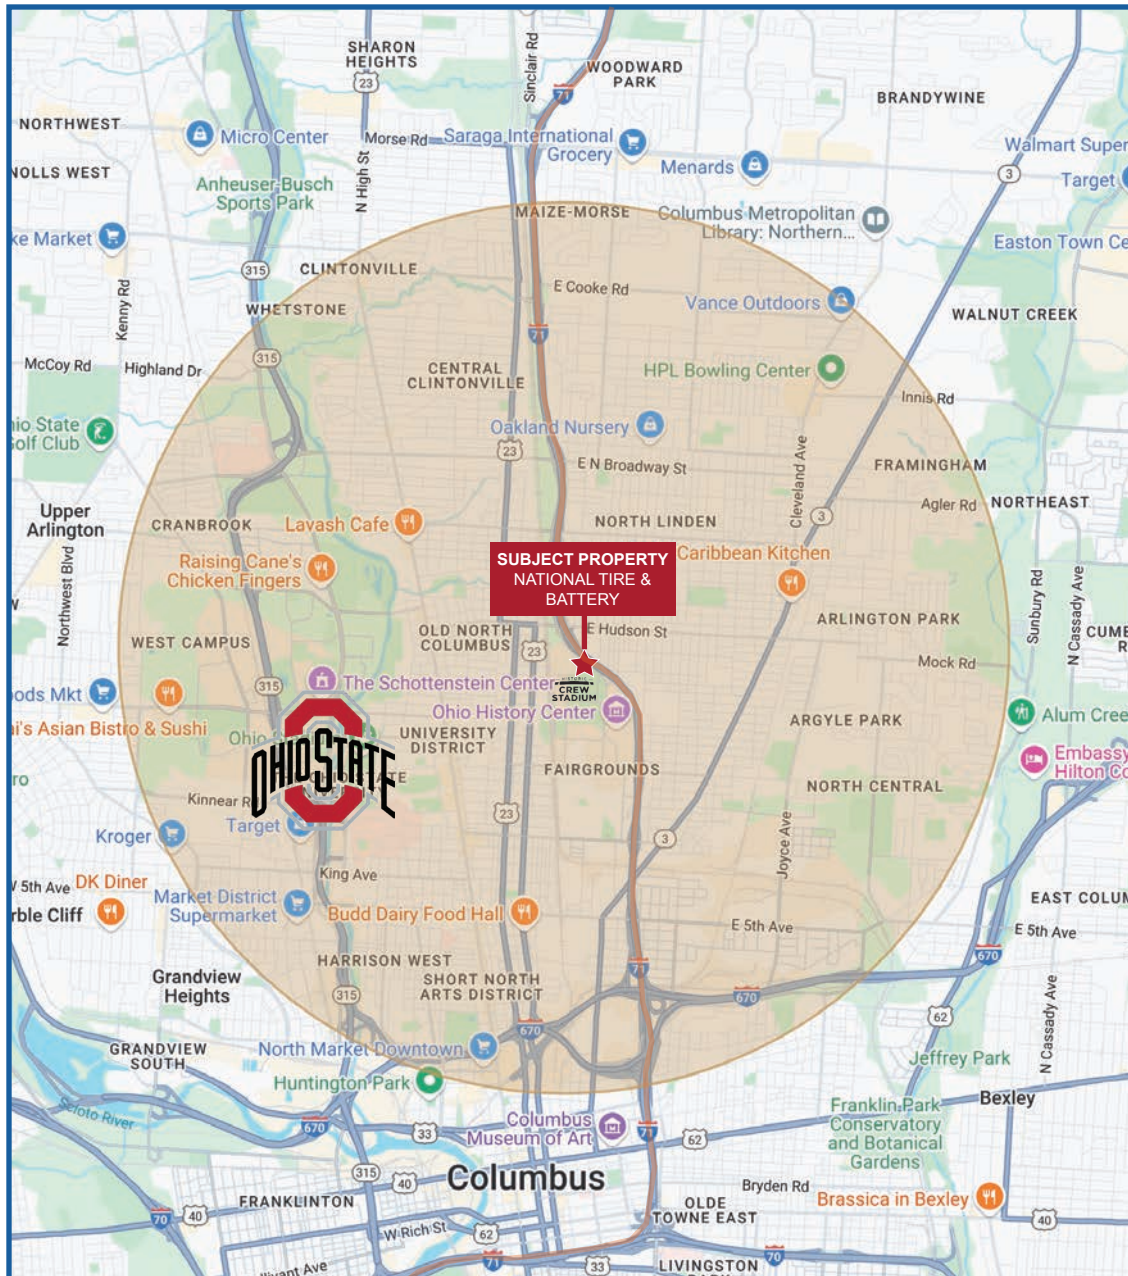 SHARON
HEIGHTS
23
Sinclair Rd
71
WOODWARD
PARK
BRANDYWINE
NORTHWEST
Micro Center
Morse Rd
Saraga International
Grocery
Menards
Walmart Super
3
Target
NOLLS WEST
N High St
Anheuser-Busch
Sports Park
MAIZE-MORSE
Columbus Metropolitan
Library: Northern...
ke Market
Easton Town Ce
315
CLINTONVILLE
Kenny Rd
E Cooke Rd
Vance Outdoors
WHETSTONE
WALNUT CREEK
71
McCoy Rd
Highland Dr
315
CENTRAL
CLINTONVILLE
HPL Bowling Center
Innis Rd
io State
Golf Club
Oakland Nursery
23
E N Broadway St
Cleveland Ave
FRAMINGHAM
NORTHEAST
Agler Rd
Upper
Arlington
CRANBROOK
Lavash Cafe
NORTH LINDEN
3
Raising Cane's
Chicken Fingers
SUBJECT PROPERTY
NATIONAL TIRE &
BATTERY
Caribbean Kitchen
Northwest Blvd
W
Sunbury Rd
N Cassady Ave
WEST CAMPUS
OLD NORTH
COLUMBUS
23
E Hudson St
ARLINGTON PARK
CUMB
R
Mock Rd
315
The Schottenstein Center
HISTORIC
CREW
STADIUM
ods Mkt
i's Asian Bistro & Sushi
Ohio History Center
Alum Cree
ARGYLE PARK
Ohio S
OHIO STATE
UNIVERSITY
DISTRICT
THE OHIO STATE
Embassy
Hilton Co
ro
FAIRGROUNDS
NORTH CENTRAL
Kinnear R
23
Target
Kroger
3
Joyce Ave
King Ave
W 5th Ave
DK Diner
rble Cliff
Market District
Supermarket
Budd Dairy Food Hall
EAST COLUM
E 5th Ave
E 5th Ave
670
HARRISON WEST
71
Grandview
Heights
SHORT NORTH
ARTS DISTRICT
315
670
670
62
N Cassady Ave
GRANDVIEW
SOUTH
North Market Downtown
Jeffrey Park
Huntington Park
Bexley
Scioto River
670
33
Columbus
Museum of Art
71
62
Franklin Park
Conservatory
and Botanical
Gardens
315
40
Columbus
Bryden Rd
Brassica in Bexley
FRANKLINTON
70
40
W Rich St
62
OLDE
TOWNE EAST
40
71
33
70
LIVINGSTON
llivant Ave